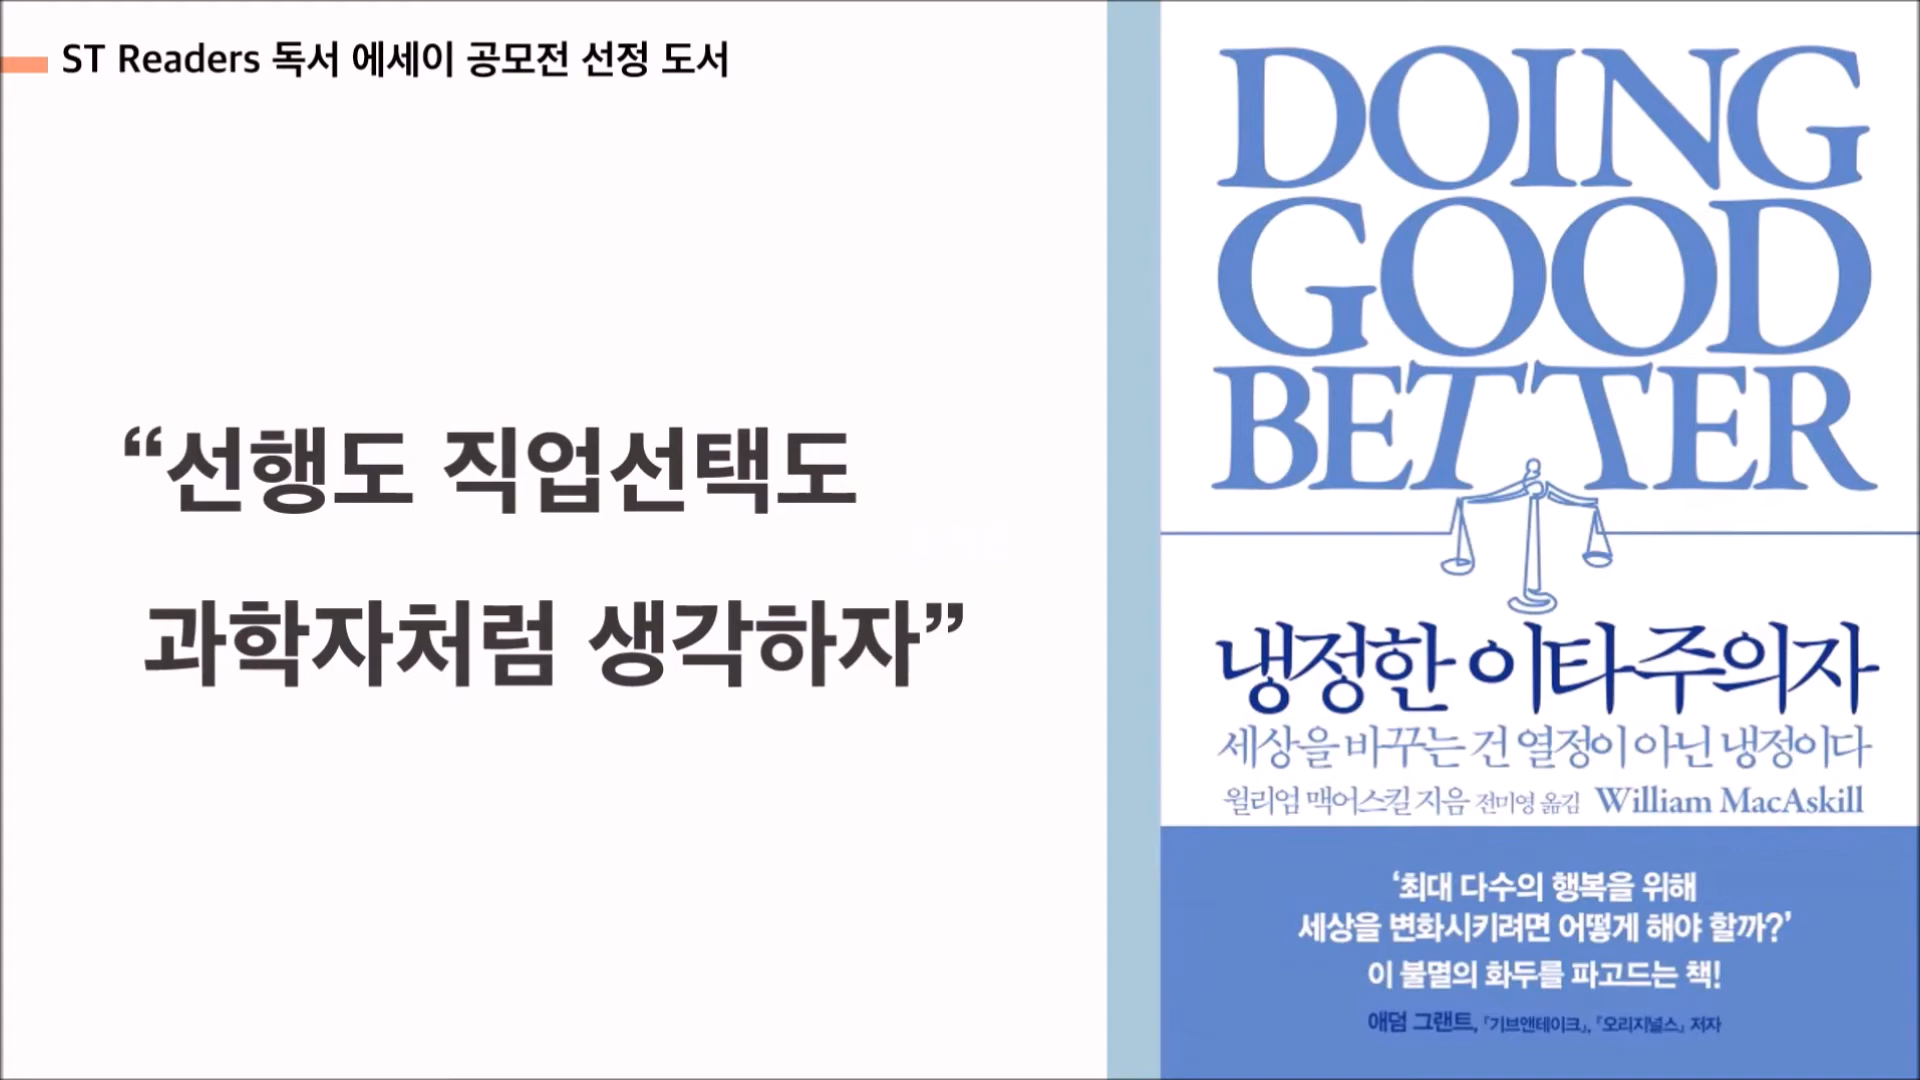 ST Readers 독서 에세이 공모전 선정 도서
“선행도 직업선택도
과학자처럼 생각하자”
DOING
GOOD
BETTER
냉정한 이타주의자
세상을 바꾸는 건 열정이 아닌 냉정이다
윌리엄 맥어스킬 지음 전미영 옮김 William MacAskill
‘최대 다수의 행복을 위해
세상을 변화시키려면 어떻게 해야 할까?’
이 불멸의 화두를 파고드는 책!
애덤 그랜트, 『기브앤테이크』, 『오리지널스』 저자